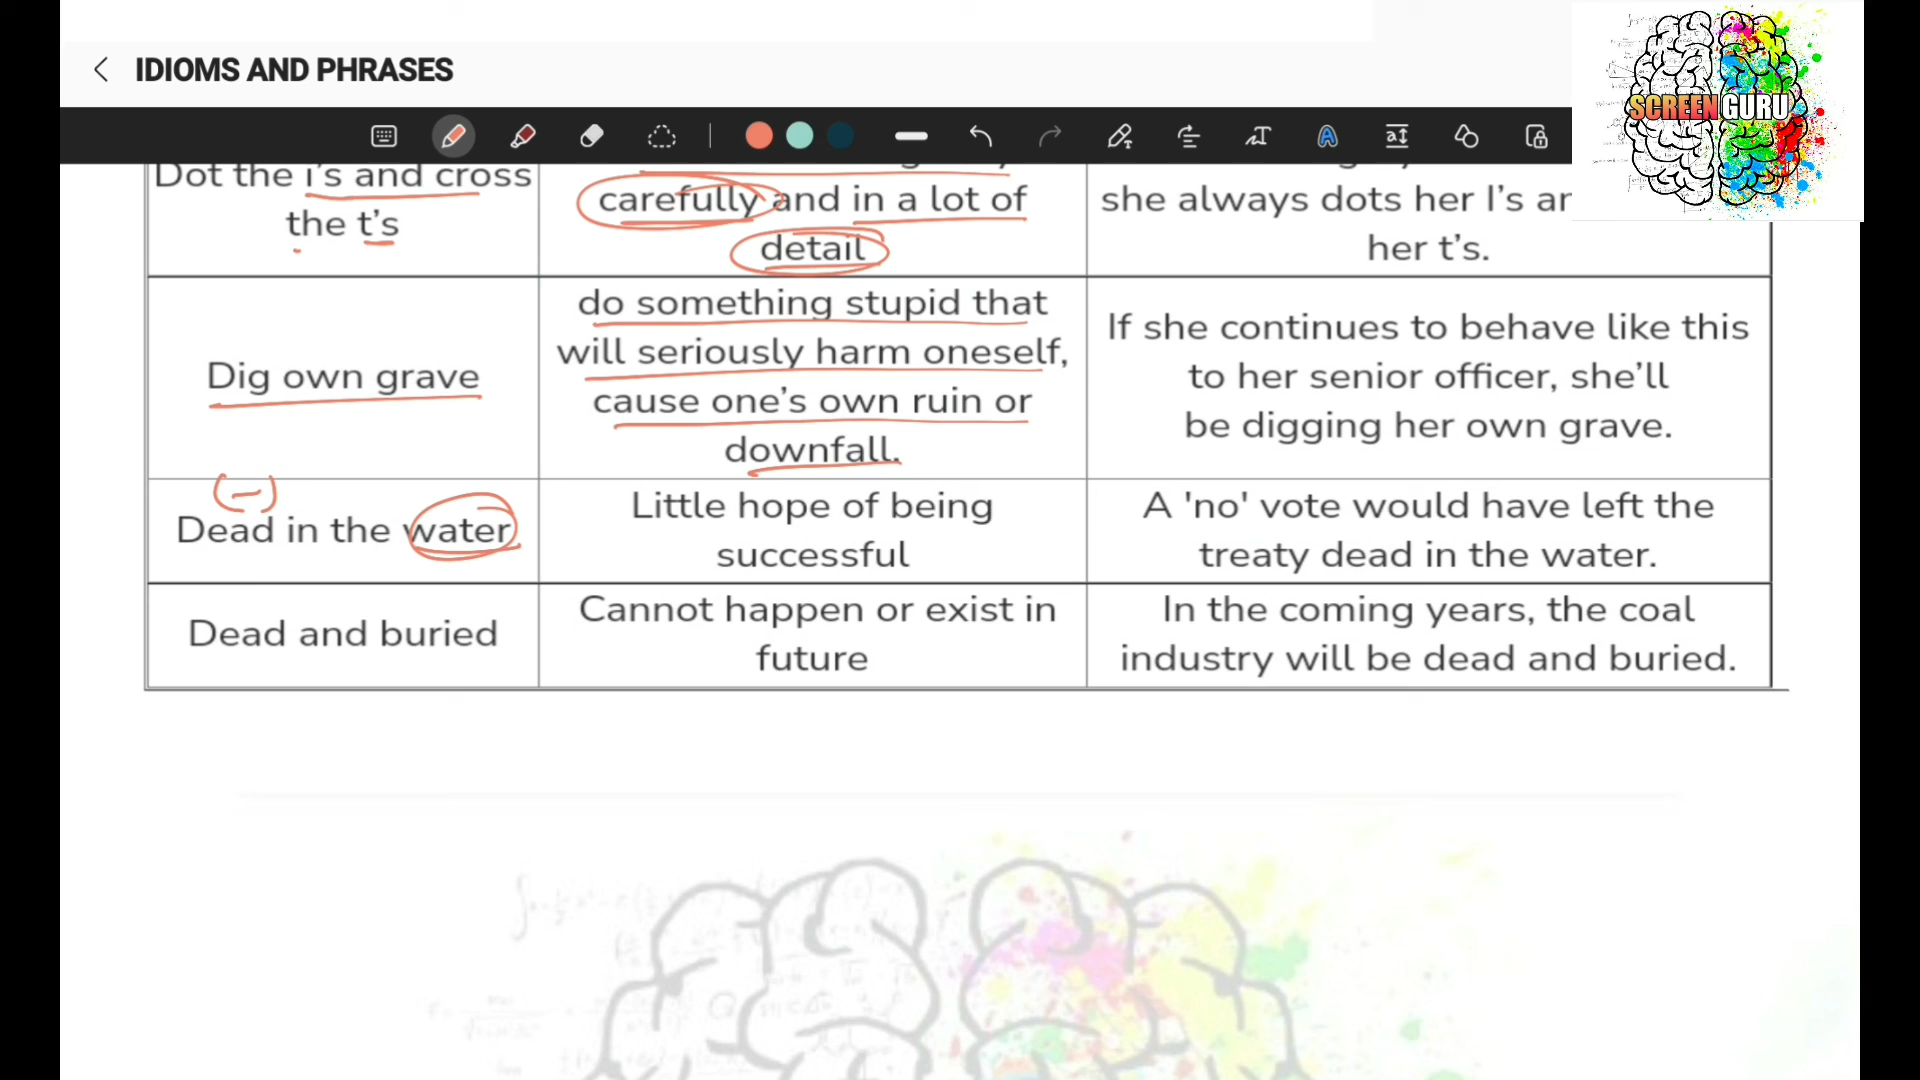 IDIOMS AND PHRASES
SCREEN GURU
Dot the i's and cross
the t's
carefully and in a lot of
detail
she always dots her I's
her t's.
Dig own grave
do something stupid that
will seriously harm oneself,
cause one's own ruin or
downfall.
If she continues to behave like this
to her senior officer, she'll
be digging her own grave.
(-)
Dead in the water
Little hope of being
successful
A 'no' vote would have left the
treaty dead in the water.
Dead and buried
Cannot happen or exist in
future
In the coming years, the coal
industry will be dead and buried.